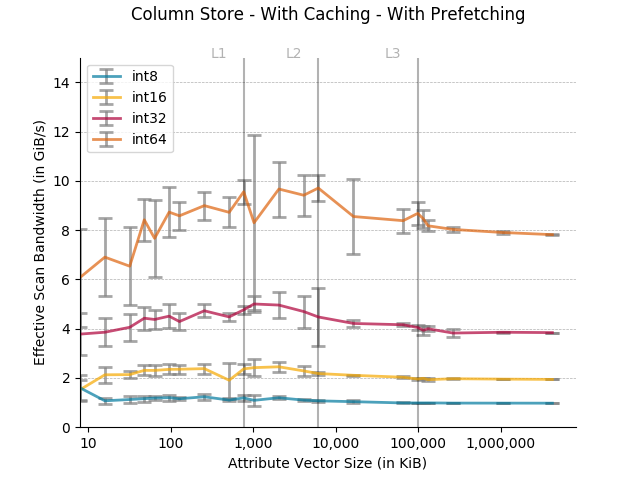 Column Store - With Caching - With Prefetching
L1 L2 L3
int8
int16
int32
int64
14
12
10
8
6
4
2
0
Effective Scan Bandwidth (in GiB/s)
10 100 1,000 10,000 100,000 1,000,000
Attribute Vector Size (in KiB)